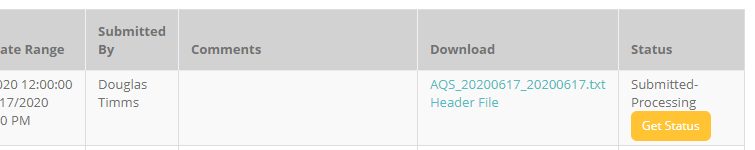 ate Range
Submitted
By
Comments
Download
Status
020 12:00:00
17/2020
0 PM
Douglas
Timms
AQS_20200617_20200617.txt
Header File
Submitted-
Processing
Get Status